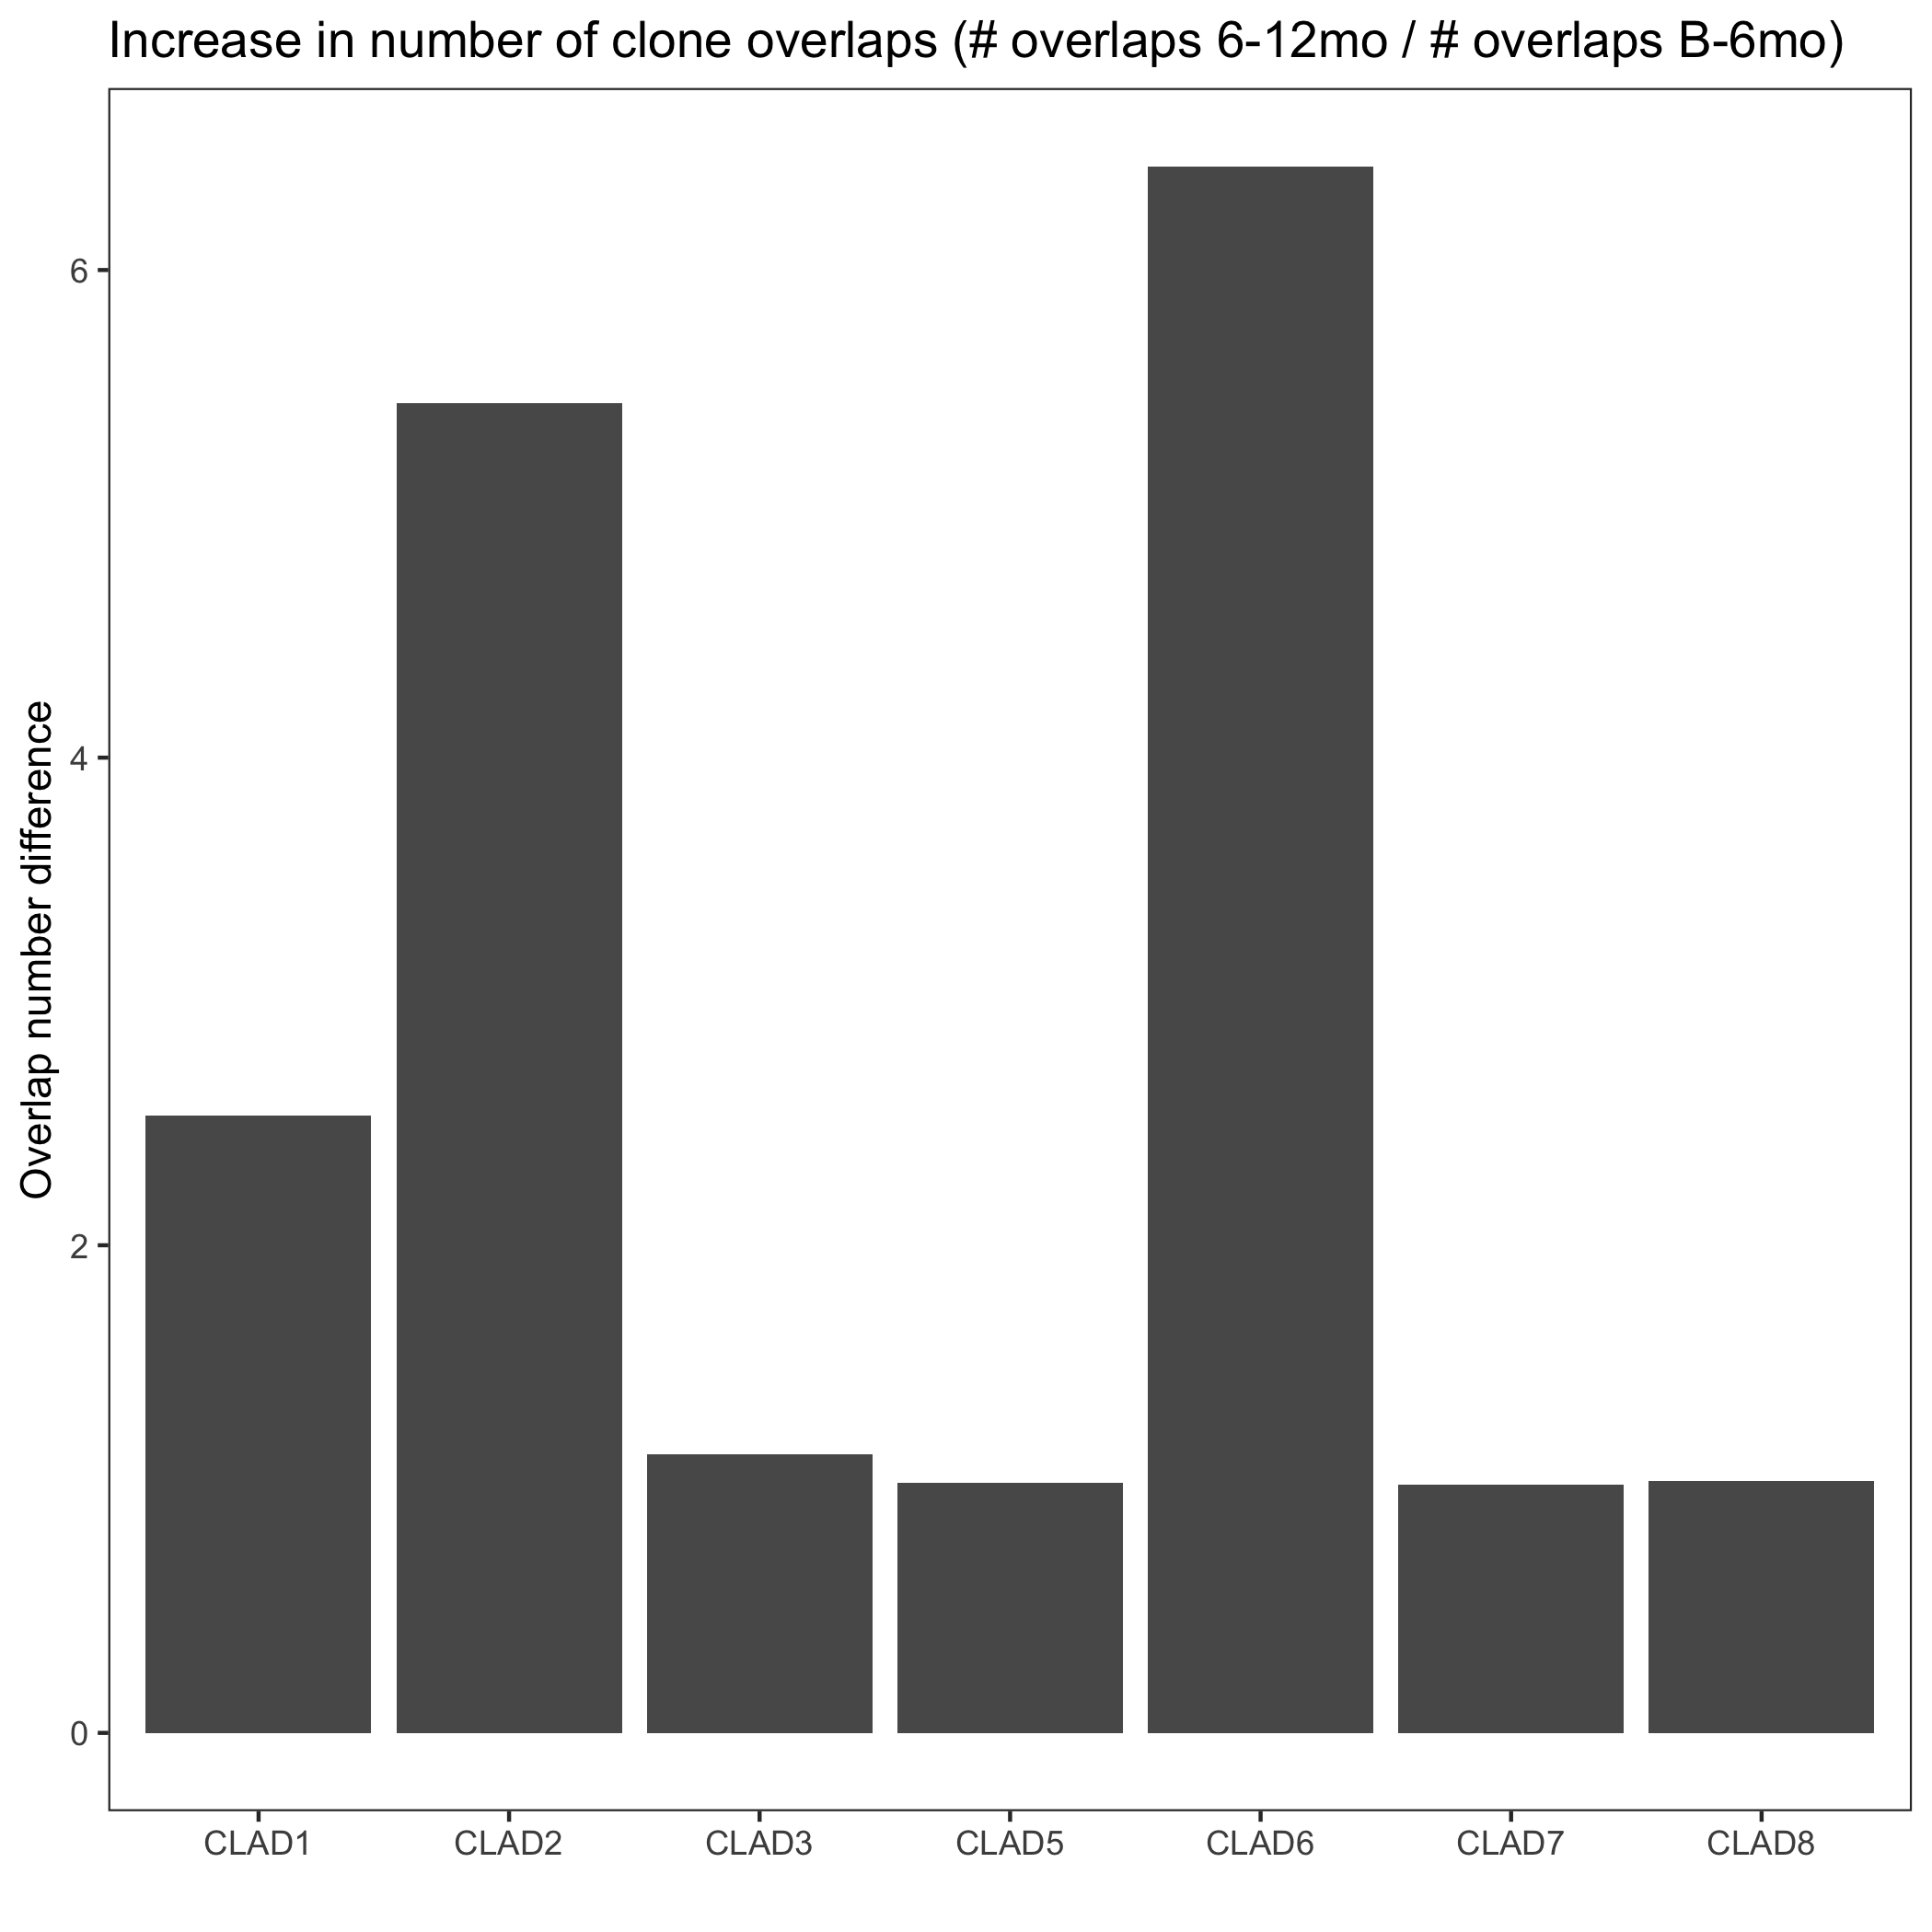 Increase in number of clone overlaps (# overlaps 6-12mo / # overlaps B-6mo)
Overlap number difference
6
4
2
0
CLAD1 CLAD2 CLAD3 CLAD5 CLAD6 CLAD7 CLAD8